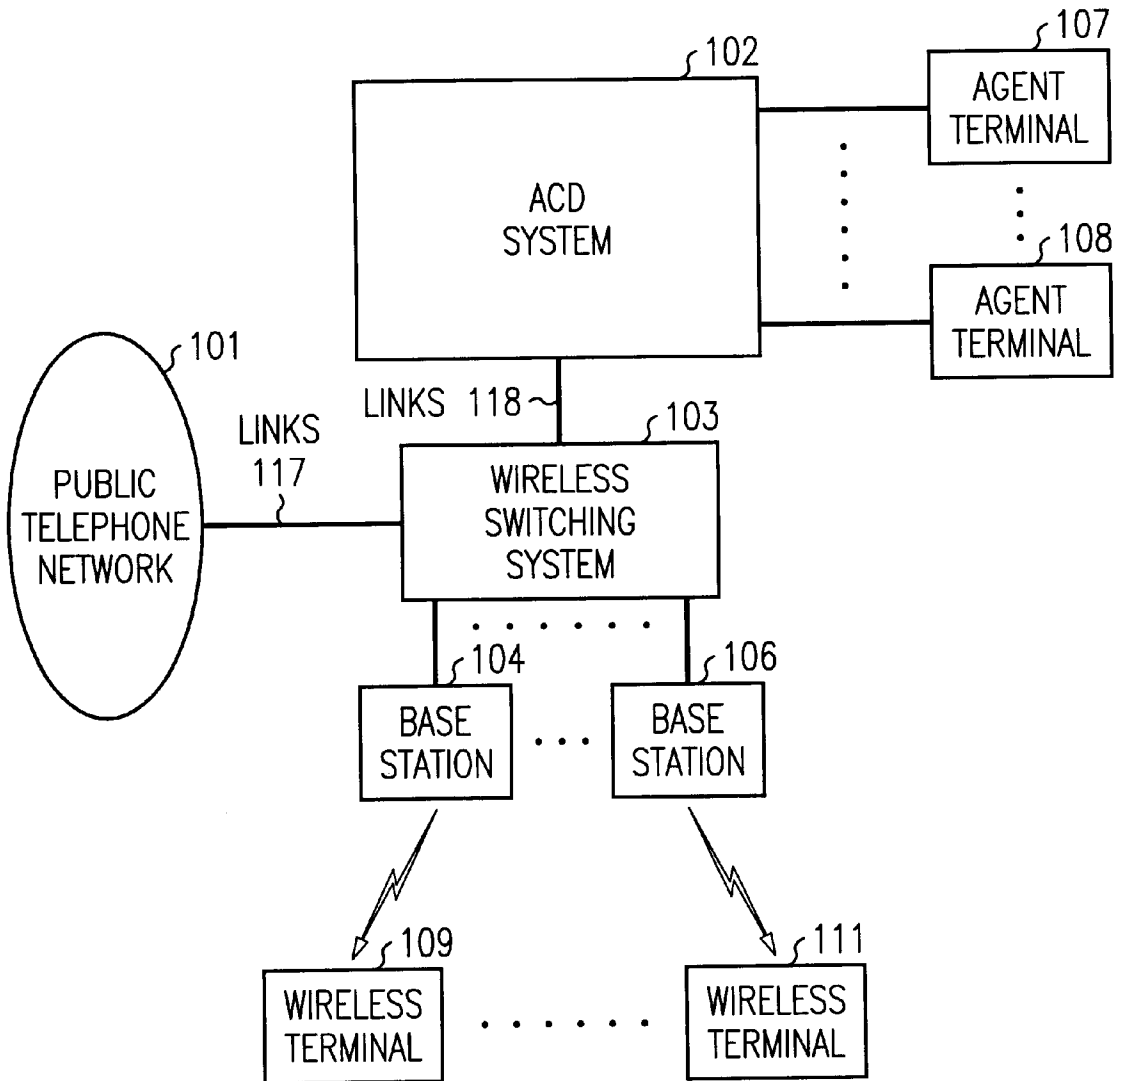 102
107
AGENT
TERMINAL
ACD
SYSTEM
108
AGENT
TERMINAL
101
LINKS 118
LINKS
117
103
PUBLIC
TELEPHONE
NETWORK
WIRELESS
SWITCHING
SYSTEM
104
106
BASE
STATION
BASE
STATION
109
111
WIRELESS
TERMINAL
WIRELESS
TERMINAL